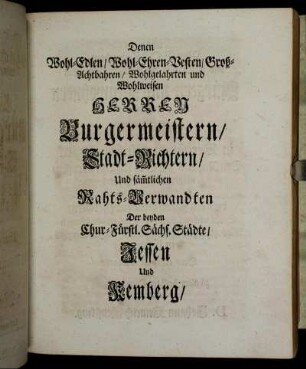 Denen
Wohl-Edlen/ Wohl-Ehren-Vesten/ Groß-
Achtbahren/ Wohlgelahrten und
Wohlweisen
HERREN
Burgermeistern/
Stadt-Richtern/
Und sämtlichen
Rahts-Verwandten
Der beyden
Chur-Fürstl. Sächs. Städte/
Jessen
Und
Kemberg/